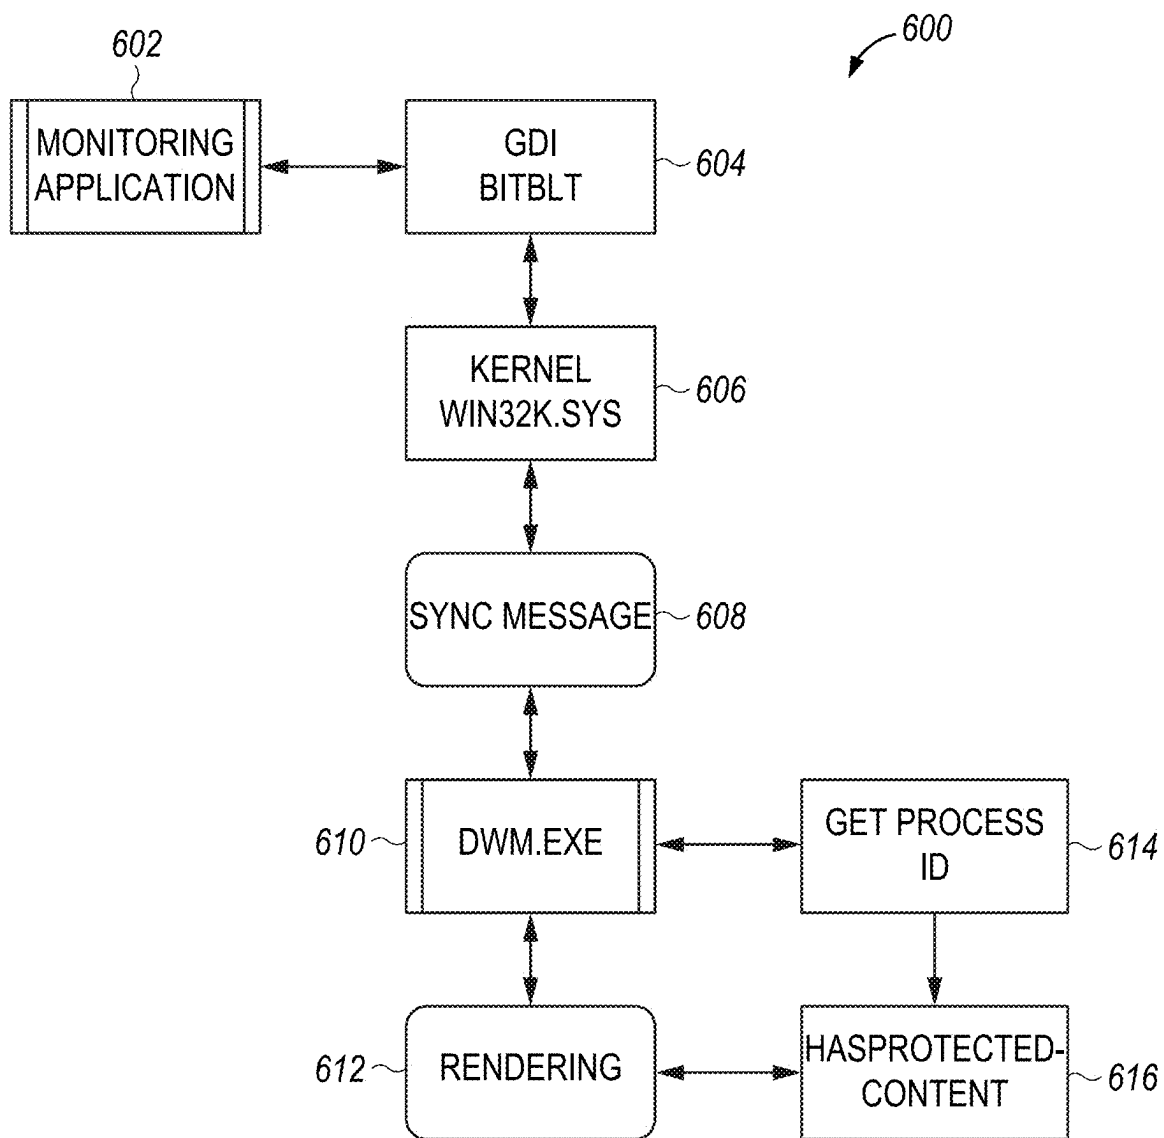 602
600
MONITORING
APPLICATION
GDI
BITBLT
604
KERNEL
WIN32K.SYS
606
SYNC MESSAGE
608
610
DWM.EXE
GET PROCESS
ID
614
612
RENDERING
HASPROTECTED-
CONTENT
616